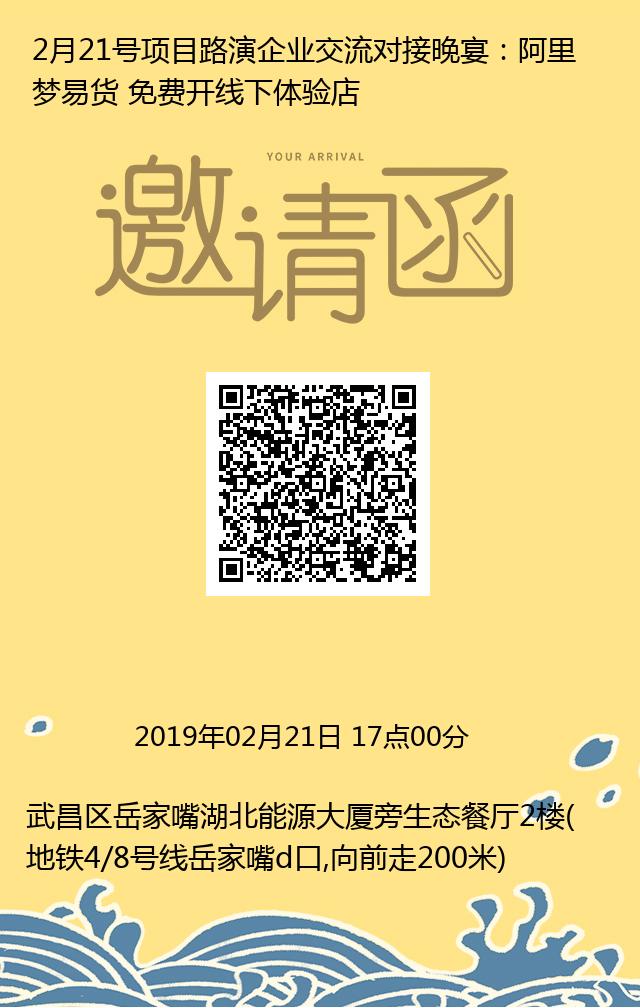 2月21号项目路演企业交流对接晚宴：阿里
梦易货 免费开线下体验店
YOUR ARRIVAL
邀请函
2019年02月21日 17点00分
武昌区岳家嘴湖北能源大厦旁生态餐厅2楼(
地铁4/8号线岳家嘴d口,向前走200米)